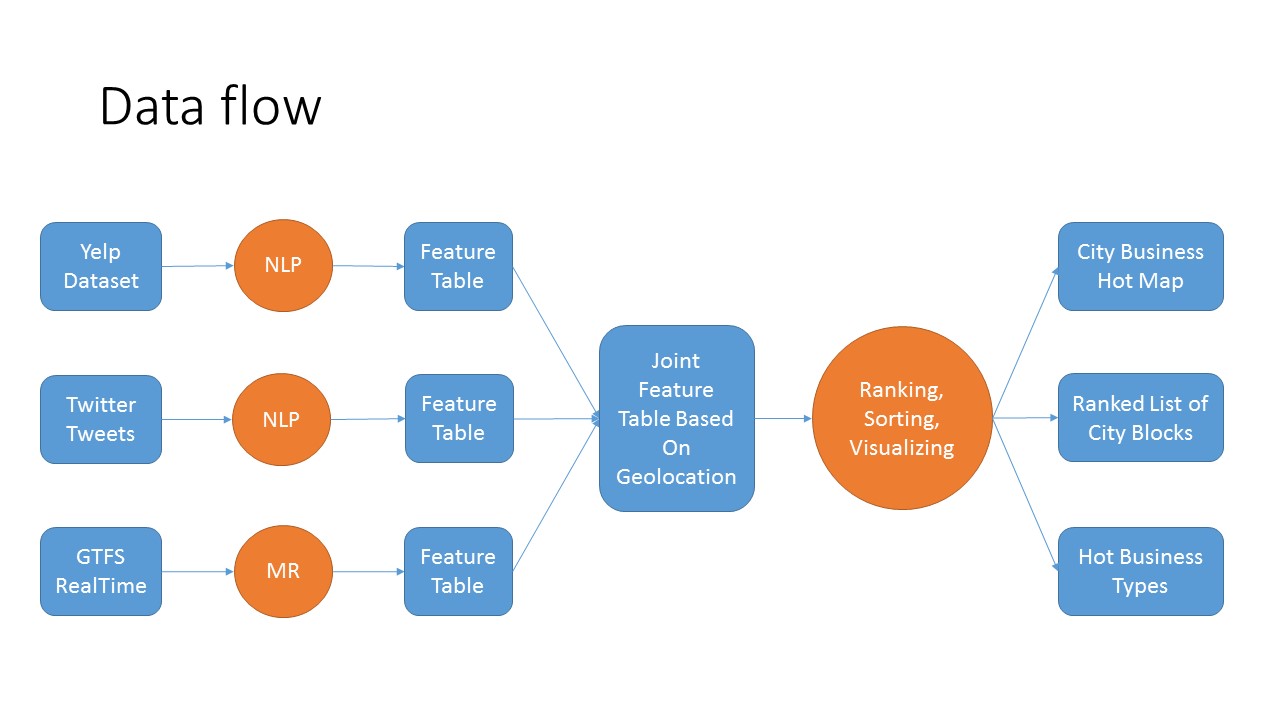 Data flow
Yelp
Dataset
NLP
Feature
Table
Twitter
Tweets
NLP
Feature
Table
GTFS
RealTime
MR
Feature
Table
Joint
Feature
Table Based
On
Geolocation
Ranking,
Sorting,
Visualizing
City Business
Hot Map
Ranked List of
City Blocks
Hot Business
Types